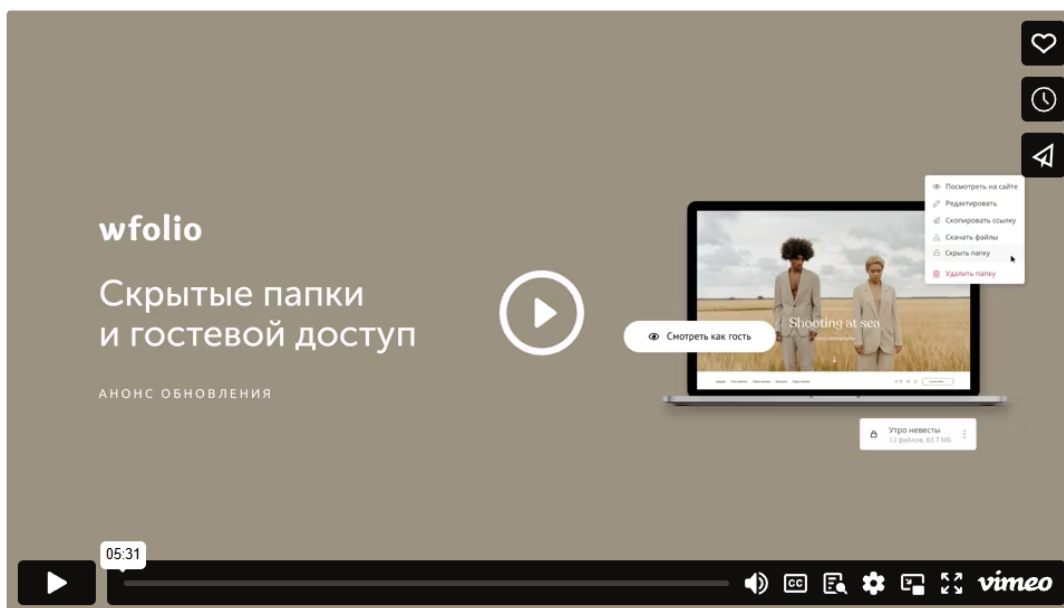 wfolio
Скрытые папки
и гостевой доступ
АНОНС ОБНОВЛЕНИЯ
Посмотреть на сайте
Редактировать
Скопировать ссылку
Скачать файлы
Скрыть папку
Удалить папку
Shooting at sea
Смотреть как гость
Утро невесты
13 файлов, 83.7 МБ
05:31
CC
vimeo